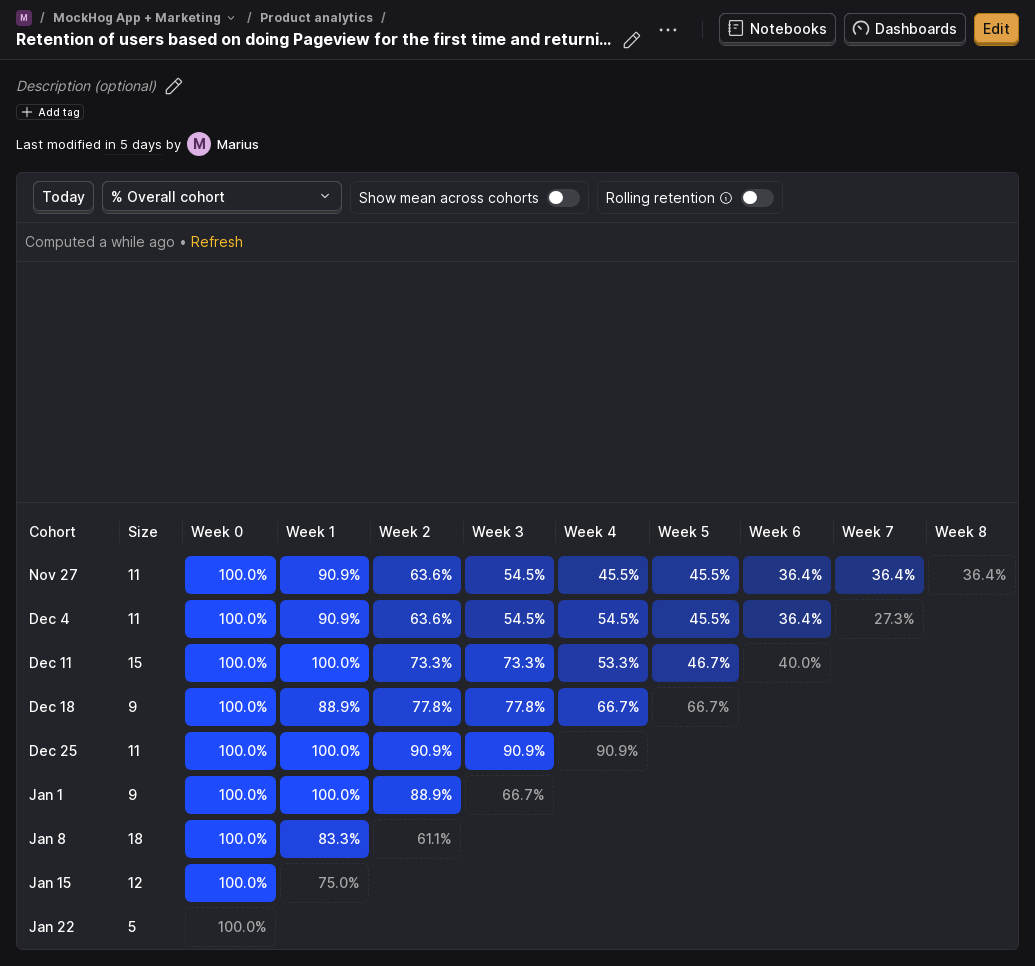 M / MockHog App + Marketing / Product analytics /
Retention of users based on doing Pageview for the first time and returni...
Notebooks
Dashboards
Edit
Description (optional)
Add tag
Last modified in 5 days by M Marius
Today
% Overall cohort
Show mean across cohorts
Rolling retention
Computed a while ago • Refresh
Cohort Size Week 0 Week 1 Week 2 Week 3 Week 4 Week 5 Week 6 Week 7 Week 8
Nov 27 11 100.0% 90.9% 63.6% 54.5% 45.5% 45.5% 36.4% 36.4% 36.4%
Dec 4 11 100.0% 90.9% 63.6% 54.5% 54.5% 45.5% 36.4% 27.3%
Dec 11 15 100.0% 100.0% 73.3% 73.3% 53.3% 46.7% 40.0%
Dec 18 9 100.0% 88.9% 77.8% 77.8% 66.7% 66.7%
Dec 25 11 100.0% 100.0% 90.9% 90.9% 90.9%
Jan 1 9 100.0% 100.0% 88.9% 66.7%
Jan 8 18 100.0% 83.3% 61.1%
Jan 15 12 100.0% 75.0%
Jan 22 5 100.0%